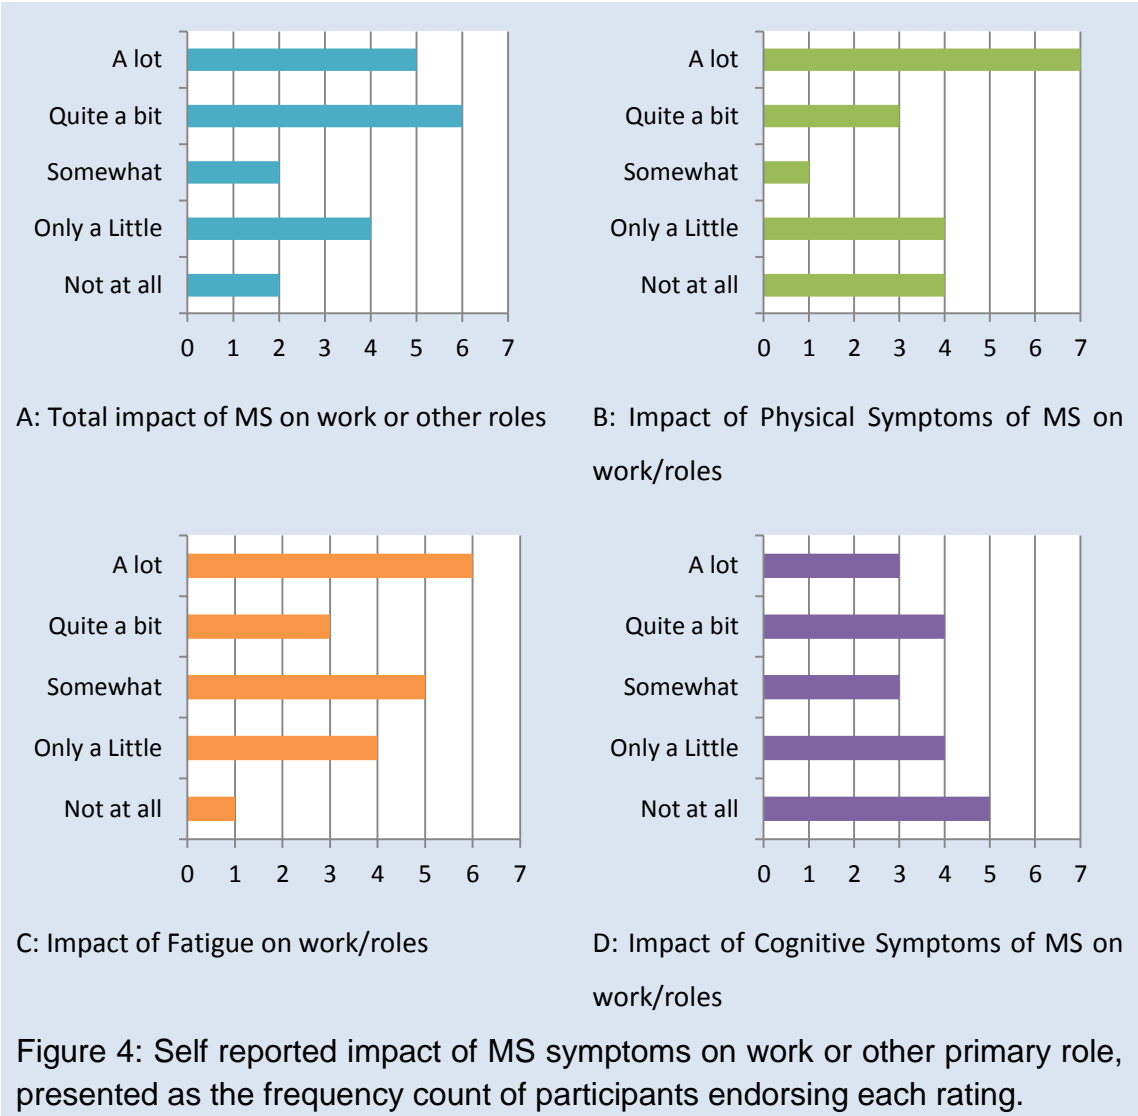 A lot
Quite a bit
Somewhat
Only a Little
Not at all
0 1 2 3 4 5 6 7
A: Total impact of MS on work or other roles
A lot
Quite a bit
Somewhat
Only a Little
Not at all
0 1 2 3 4 5 6 7
B: Impact of Physical Symptoms of MS on
work/roles
A lot
Quite a bit
Somewhat
Only a Little
Not at all
0 1 2 3 4 5 6 7
C: Impact of Fatigue on work/roles
A lot
Quite a bit
Somewhat
Only a Little
Not at all
0 1 2 3 4 5 6 7
D: Impact of Cognitive Symptoms of MS on
work/roles
Figure 4: Self reported impact of MS symptoms on work or other primary role,
presented as the frequency count of participants endorsing each rating.